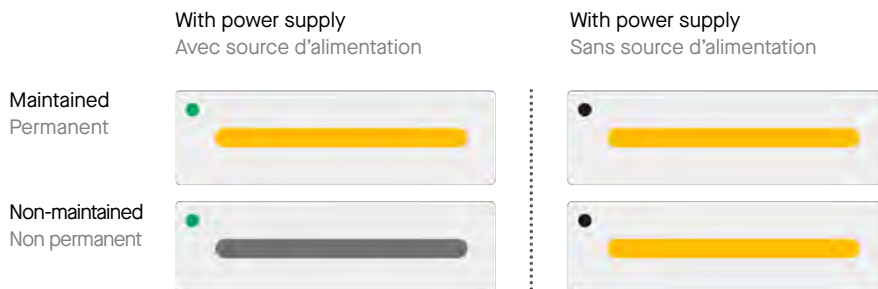 With power supply
Avec source d'alimentation
With power supply
Sans source d'alimentation
Maintained
Permanent
Non-maintained
Non permanent